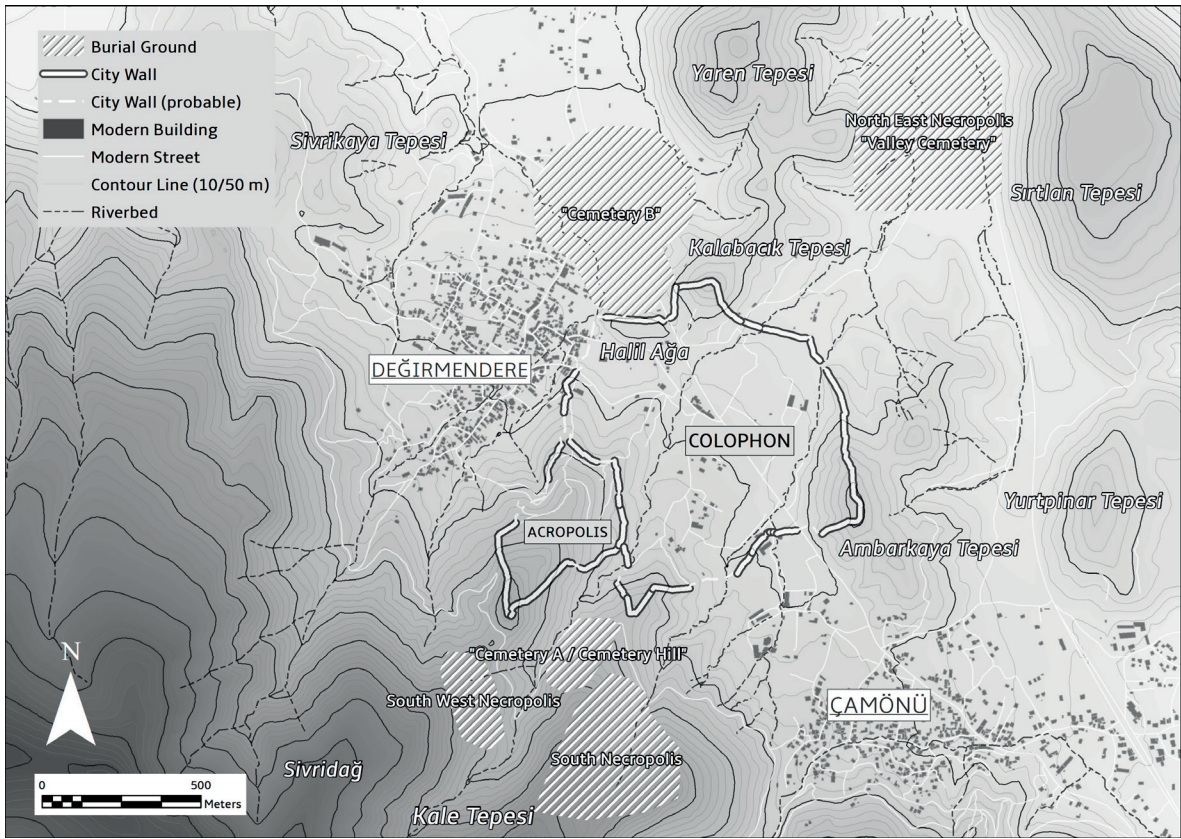 Burial Ground
City Wall
City Wall (probable)
Modern Building
Modern Street
Contour Line (10/50 m)
Riverbed
Yaren Tepesi
North East Necropolis
"Valley Cemetery"
Sivrikaya Tepesi
Sırtlan Tepesi
"Cemetery B"
Kalabacık Tepesi
Halil Ağa
DEĞİRMENDERE
COLOPHON
Yurtpinar Tepesi
ACROPOLIS
Ambarkaya Tepesi
"Cemetery A / Cemetery Hill"
N
South West Necropolis
ÇAMÖNÜ
South Necropolis
Sivridağ
0 500
Meters
Kale Tepesi